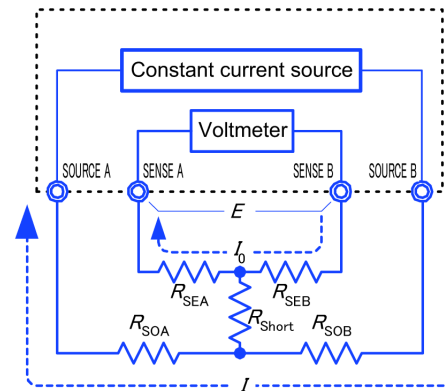 Constant current source
Voltmeter
SOURCE A SENSE A SENSE B SOURCE B
E
I0
RSEA RSEB
RShort
RSOA RSOB
I